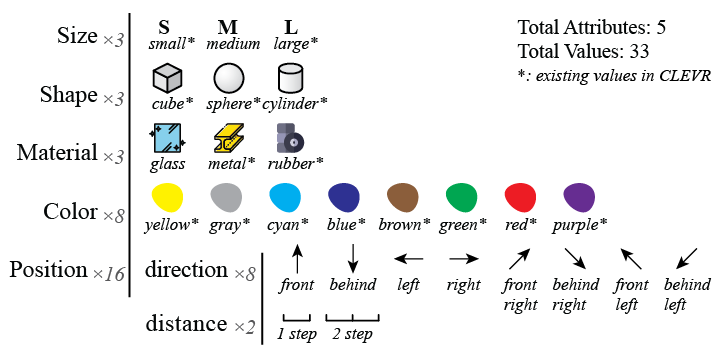 Size ×3
S M L
small* medium large*
Total Attributes: 5
Total Values: 33
*: existing values in CLEVR
Shape ×3
cube* sphere* cylinder*
Material ×3
glass metal* rubber*
Color ×8
yellow* gray* cyan* blue* brown* green* red* purple*
Position ×16
direction ×8
front behind left right front right behind right front left behind left
distance ×2
1 step 2 step